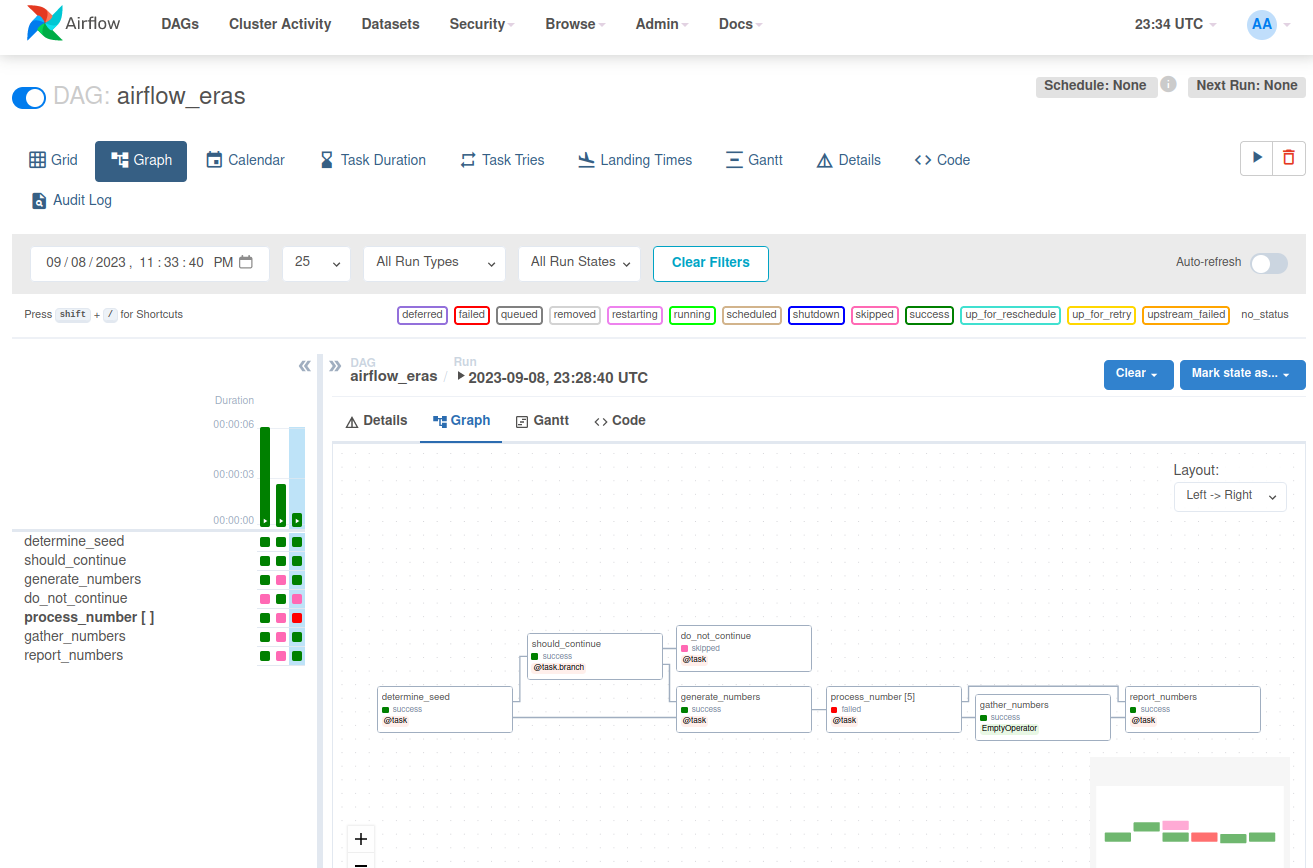 Airflow DAGs Cluster Activity Datasets Security Browse Admin Docs 23:34 UTC AA
DAG: airflow_eras Schedule: None i Next Run: None
Grid Graph Calendar Task Duration Task Tries Landing Times Gantt Details Code
Audit Log
09/08/2023, 11:33:40 PM 25 All Run Types All Run States Clear Filters Auto-refresh
Press shift + / for Shortcuts deferred failed queued removed restarting running scheduled shutdown skipped success up_for_reschedule up_for_retry upstream_failed no_status
DAG Run
airflow_eras / 2023-09-08, 23:28:40 UTC Clear Mark state as...
Duration
00:00:06
00:00:03
00:00:00
determine_seed
should_continue
generate_numbers
do_not_continue
process_number [ ]
gather_numbers
report_numbers
Details Graph Gantt Code
Layout:
Left -> Right
determine_seed
success
@task
should_continue
success
@task.branch
do_not_continue
skipped
@task
generate_numbers
success
@task
process_number [5]
failed
@task
gather_numbers
success
EmptyOperator
report_numbers
success
@task
+